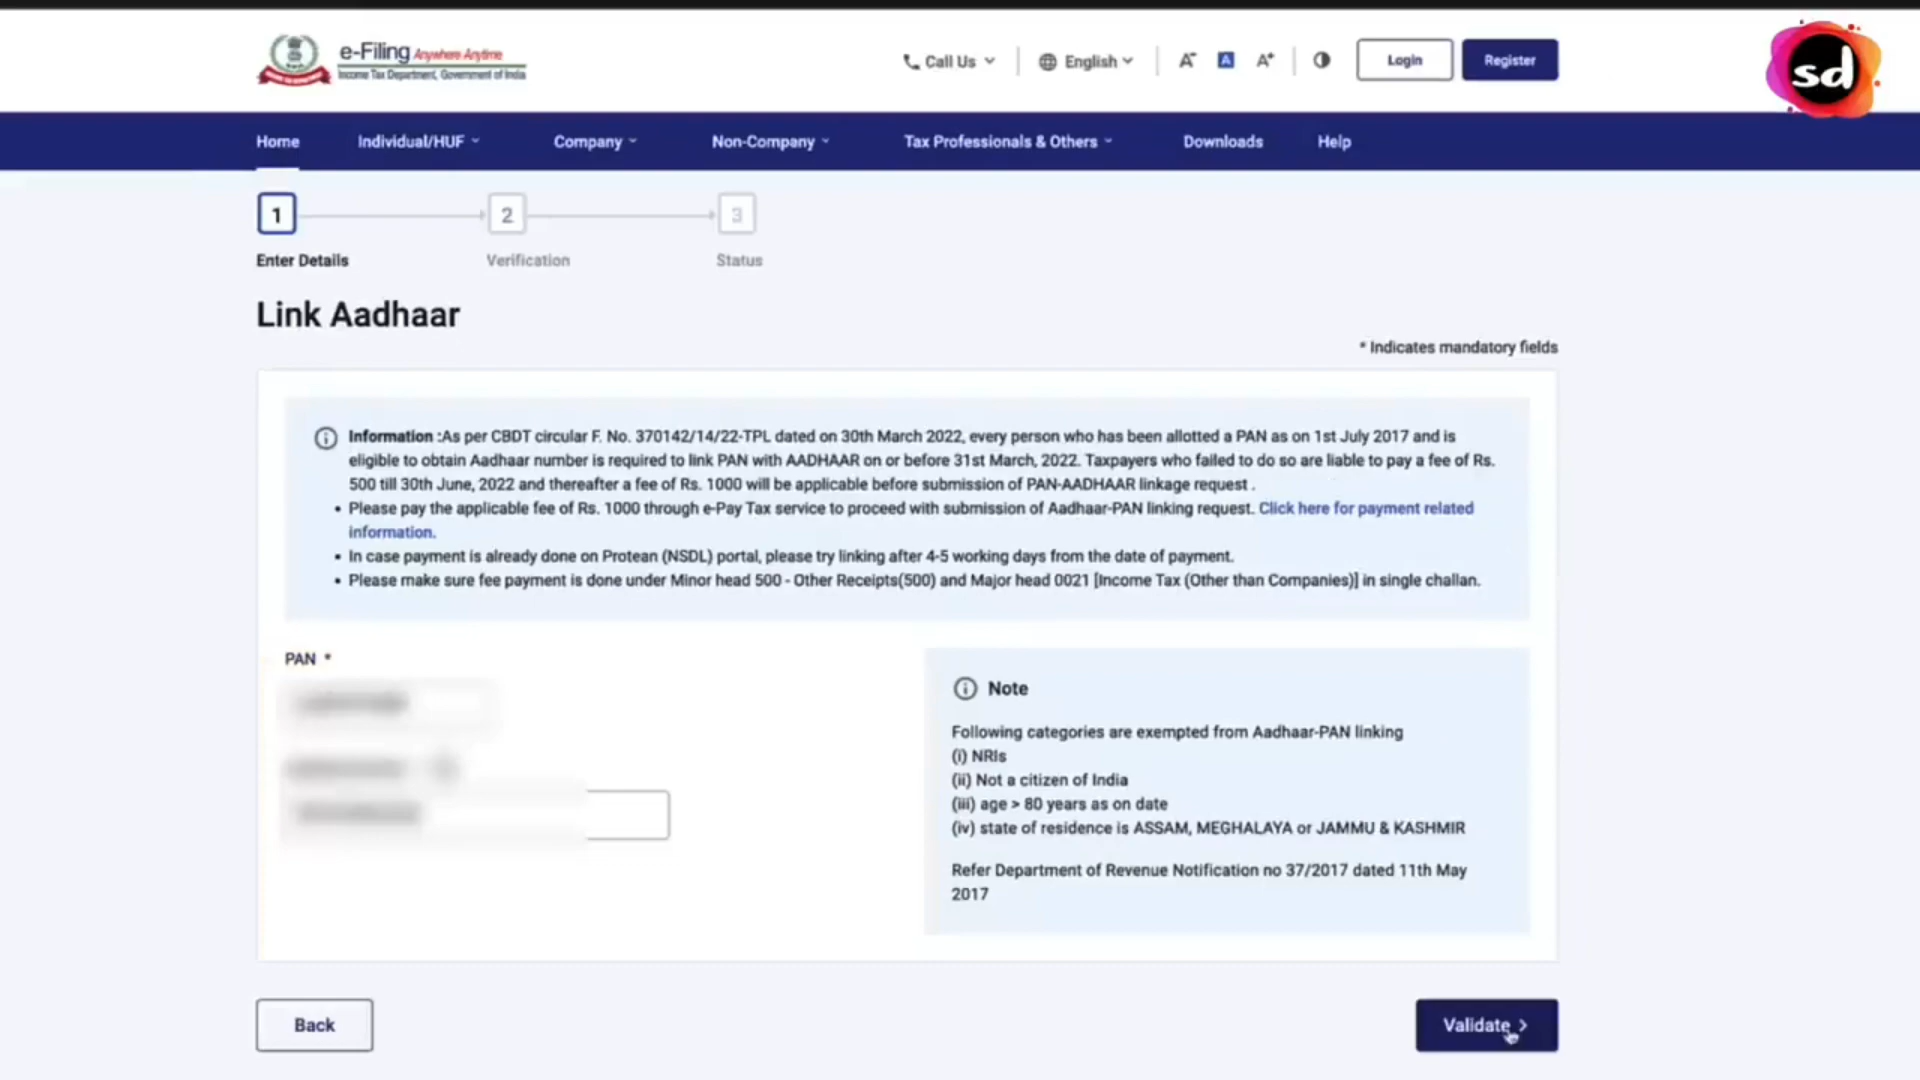 e-Filing Anywhere Anytime
Income Tax Department, Government of India
Call Us
English
A-
A
A+
Login
Register
sd
Home
Individual/HUF
Company
Non-Company
Tax Professionals & Others
Downloads
Help
1
2
3
Enter Details
Verification
Status
Link Aadhaar
* Indicates mandatory fields
Information :As per CBDT circular F. No. 370142/14/22-TPL dated on 30th March 2022, every person who has been allotted a PAN as on 1st July 2017 and is
eligible to obtain Aadhaar number is required to link PAN with AADHAAR on or before 31st March, 2022. Taxpayers who failed to do so are liable to pay a fee of Rs.
500 till 30th June, 2022 and thereafter a fee of Rs. 1000 will be applicable before submission of PAN-AADHAAR linkage request .
• Please pay the applicable fee of Rs. 1000 through e-Pay Tax service to proceed with submission of Aadhaar-PAN linking request. Click here for payment related
information.
• In case payment is already done on Protean (NSDL) portal, please try linking after 4-5 working days from the date of payment.
• Please make sure fee payment is done under Minor head 500 - Other Receipts(500) and Major head 0021 [Income Tax (Other than Companies)] in single challan.
PAN *
Note
Following categories are exempted from Aadhaar-PAN linking
(i) NRIs
(ii) Not a citizen of India
(iii) age > 80 years as on date
(iv) state of residence is ASSAM, MEGHALAYA or JAMMU & KASHMIR
Refer Department of Revenue Notification no 37/2017 dated 11th May
2017
Back
Validate >